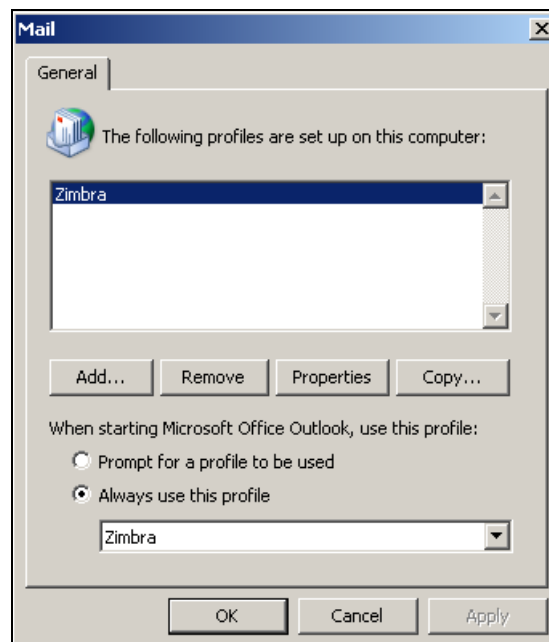 Mail
General
The following profiles are set up on this computer:
Zimbra
Add... Remove Properties Copy...
When starting Microsoft Office Outlook, use this profile:
Prompt for a profile to be used
Always use this profile
Zimbra
OK Cancel Apply